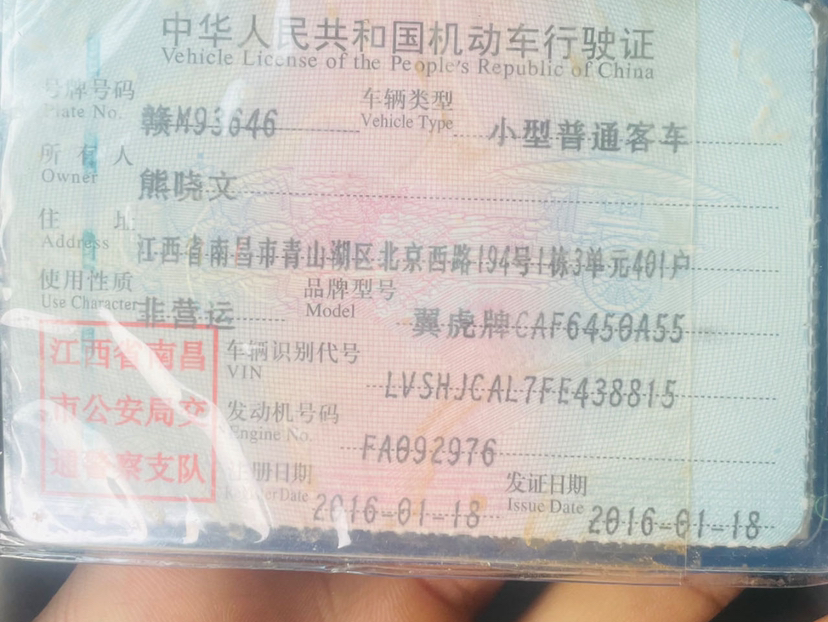 中华人民共和国机动车行驶证
Vehicle License of the People's Republic of China
号牌号码 赣M93646 车辆类型 小型普通客车
Plate No. Vehicle Type
所有人 熊晓文
Owner
住址 江西省南昌市青山湖区北京西路194号1栋3单元401户
Address
使用性质 非营运 品牌型号 翼虎牌CAF6450A55
Use Character Model
江西省南昌
市公安局交
通警察支队
车辆识别代号 LVSHJCAL7FE438815
VIN
发动机号码 FA092976
Engine No.
注册日期 2016-01-18 发证日期 2016-01-18
Register Date Issue Date